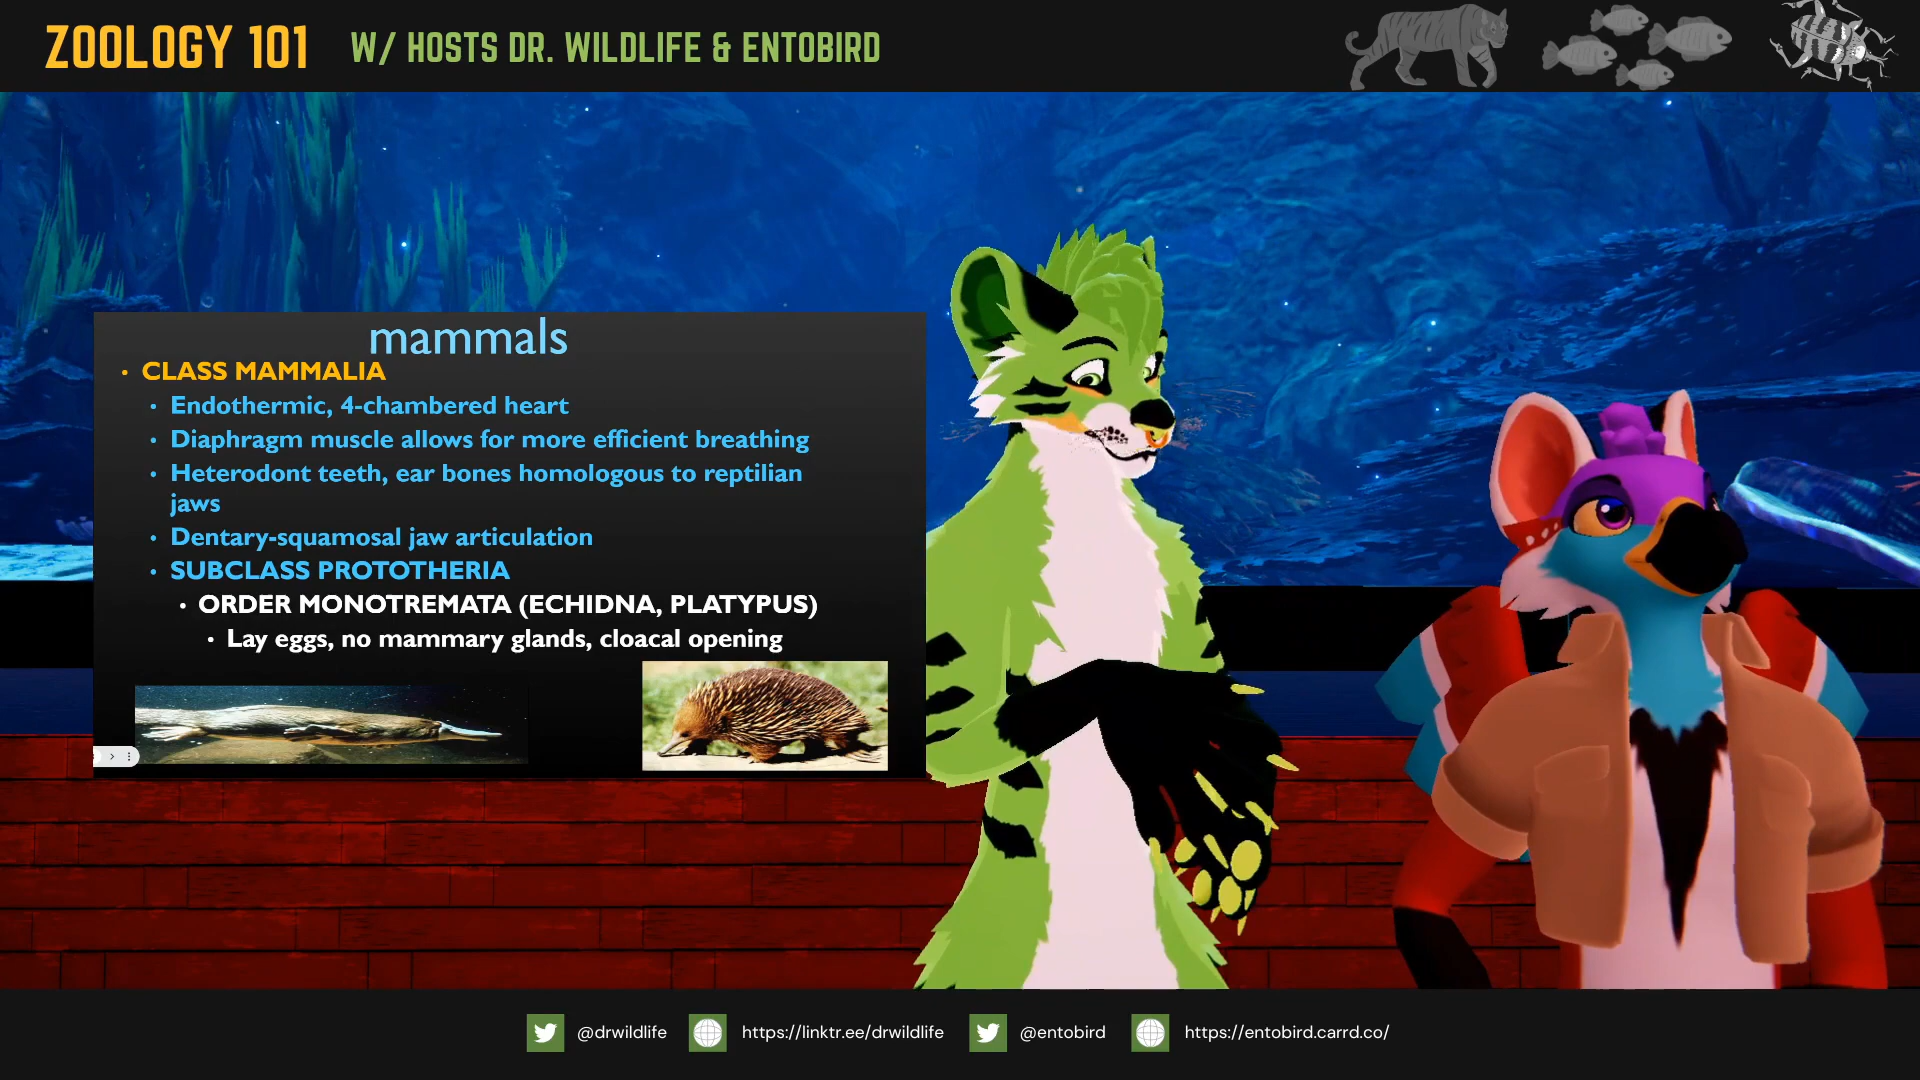 ZOOLOGY 101 W/ HOSTS DR. WILDLIFE & ENTOBIRD
mammals
• CLASS MAMMALIA
• Endothermic, 4-chambered heart
• Diaphragm muscle allows for more efficient breathing
• Heterodont teeth, ear bones homologous to reptilian
jaws
• Dentary-squamosal jaw articulation
• SUBCLASS PROTOTHERIA
• ORDER MONOTREMATA (ECHIDNA, PLATYPUS)
• Lay eggs, no mammary glands, cloacal opening
@drwildlife https://linktr.ee/drwildlife @entobird https://entobird.carrd.co/